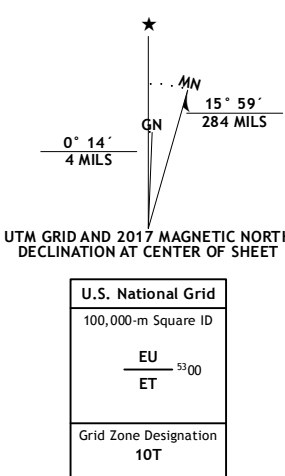 ★
MN
15° 59´
284 MILS
GN
0° 14´
4 MILS
UTM GRID AND 2017 MAGNETIC NORTH
DECLINATION AT CENTER OF SHEET
U.S. National Grid
100,000-m Square ID
EU
5300
ET
Grid Zone Designation
10T